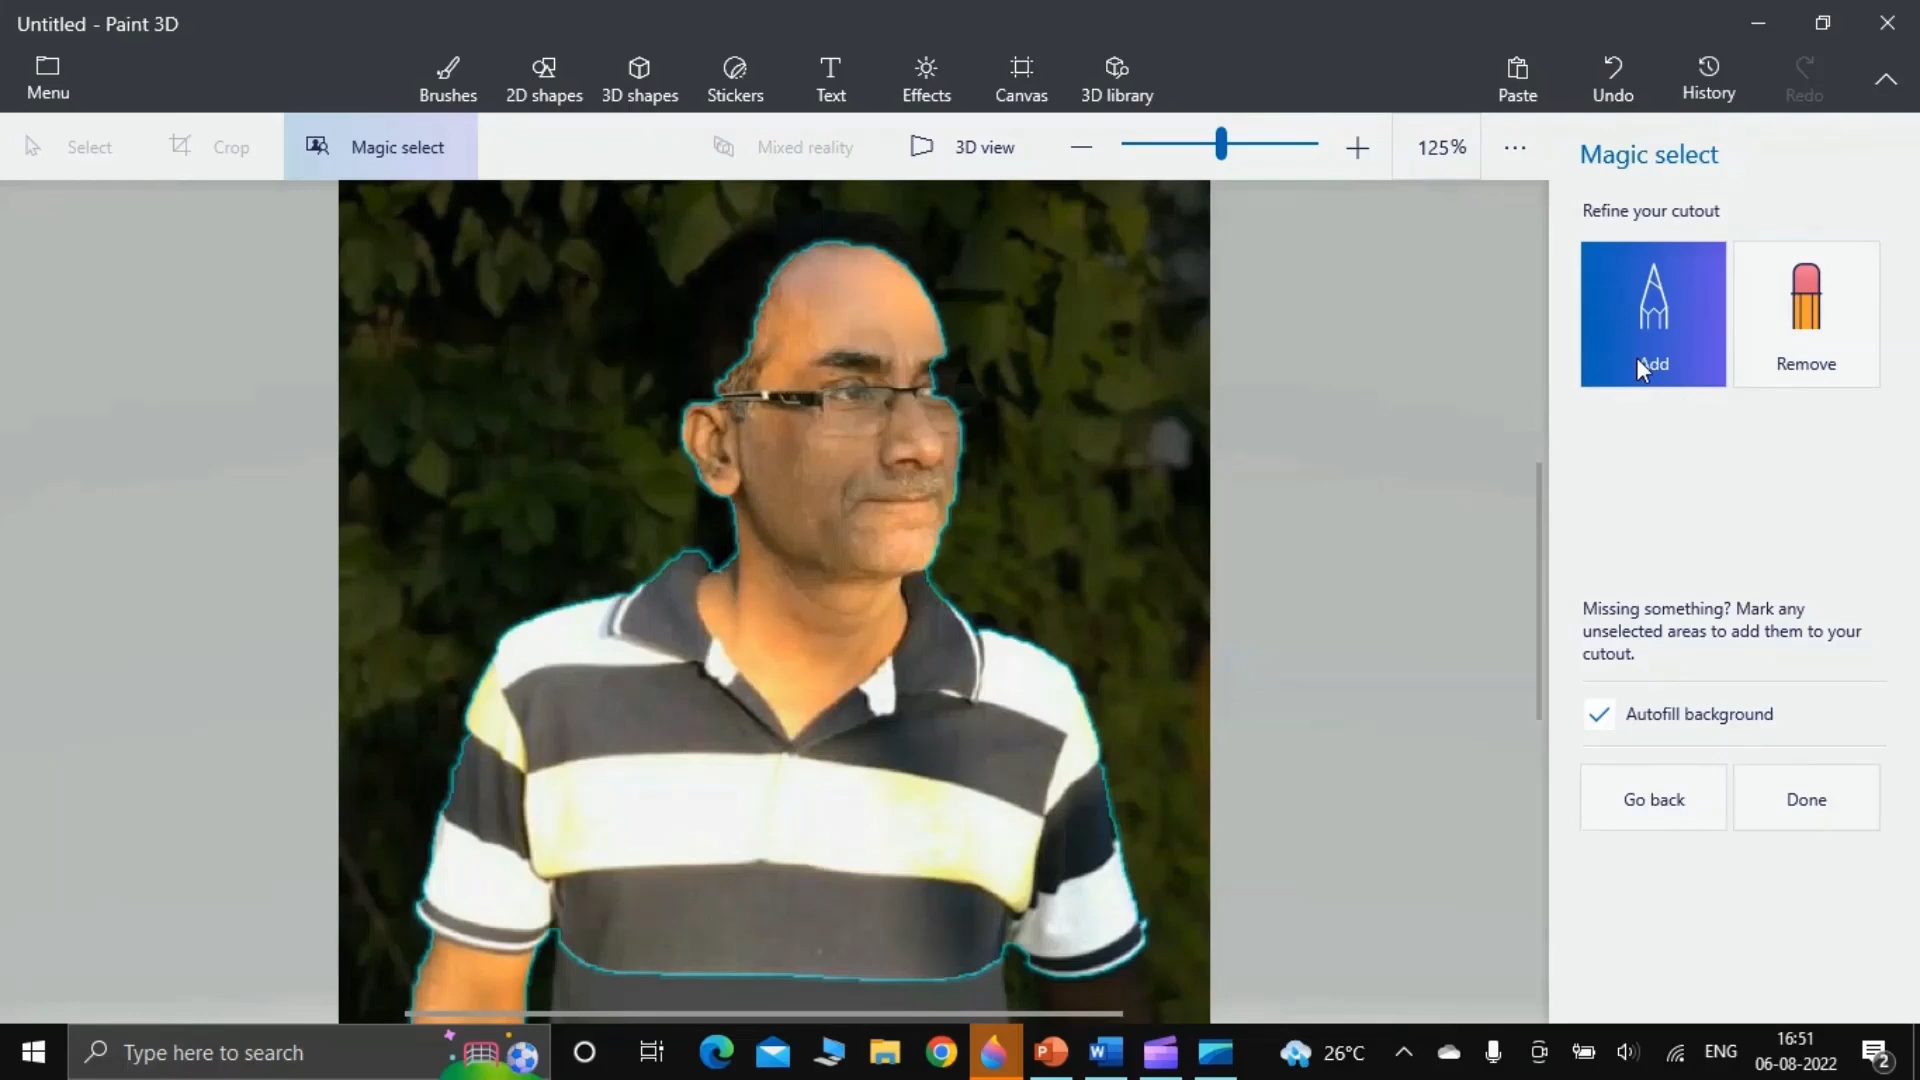 Untitled - Paint 3D
Menu
Brushes
2D shapes
3D shapes
Stickers
Text
Effects
Canvas
3D library
Paste
Undo
History
Redo
Select
Crop
Magic select
Mixed reality
3D view
125%
Magic select
Refine your cutout
Add
Remove
Missing something? Mark any
unselected areas to add them to your
cutout.
Autofill background
Go back
Done
Type here to search
26°C
ENG
16:51
06-08-2022
2